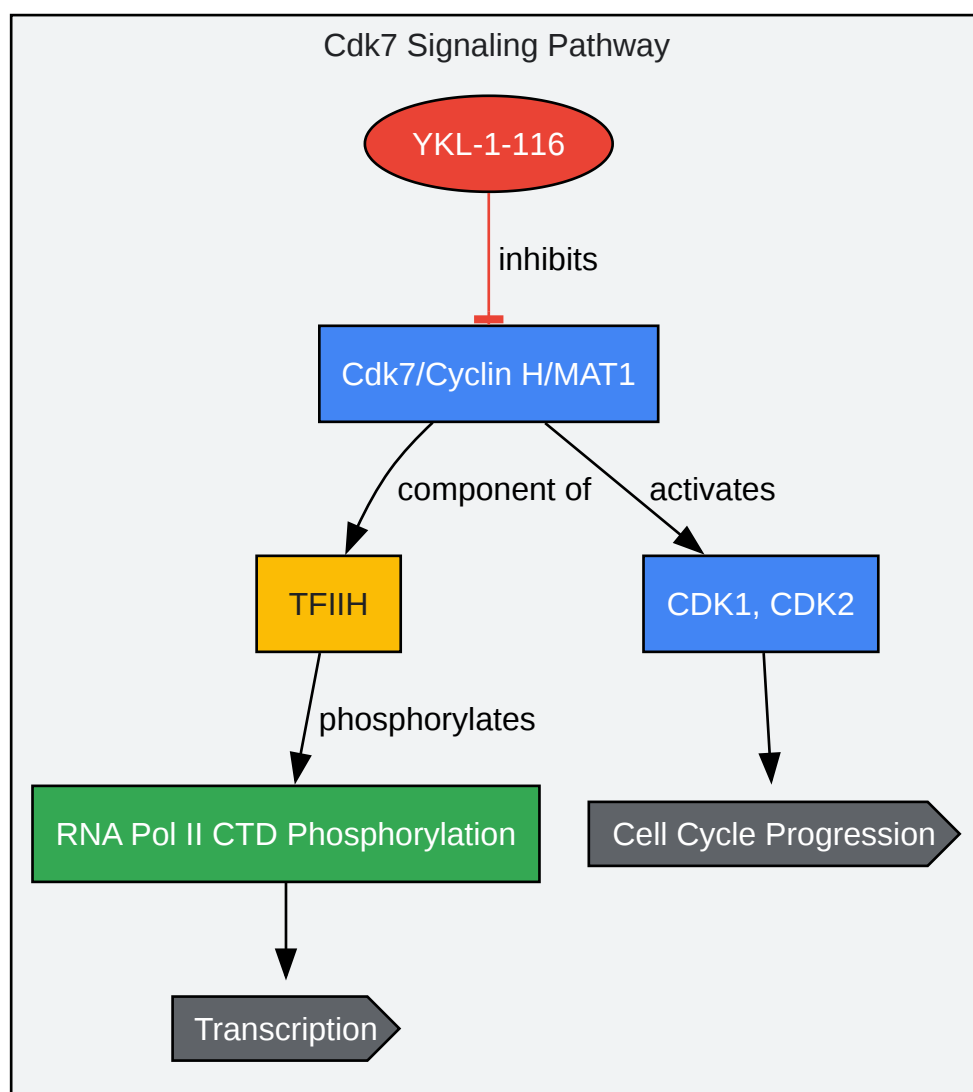 Cdk7 Signaling Pathway
YKL-1-116
inhibits
Cdk7/Cyclin H/MAT1
component of
activates
TFIIH
CDK1, CDK2
phosphorylates
RNA Pol II CTD Phosphorylation
Cell Cycle Progression
Transcription